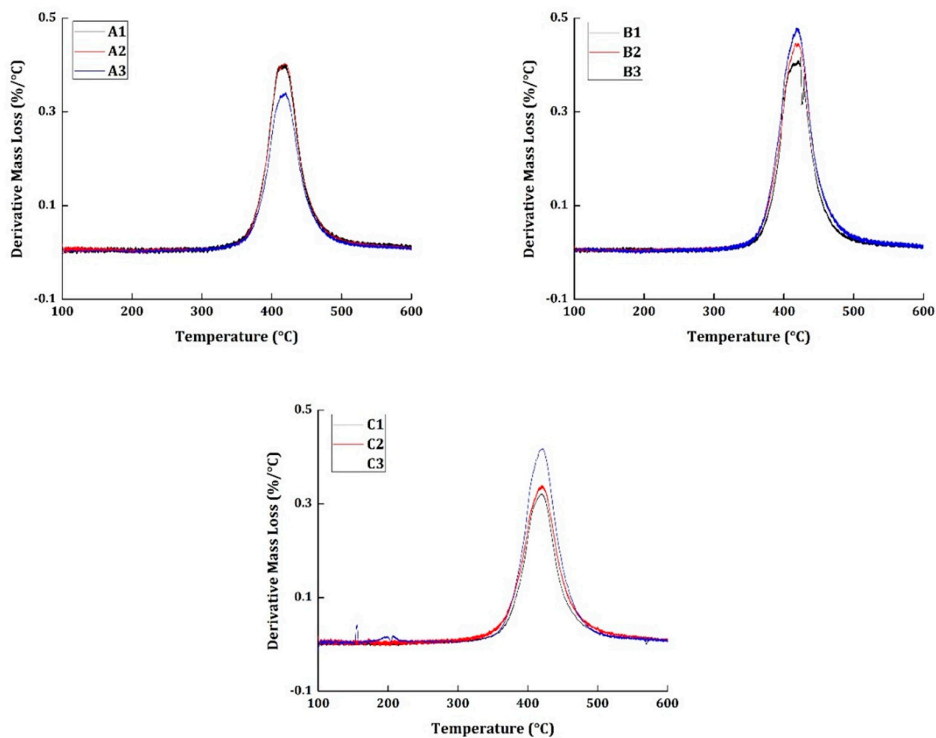 0.5
A1
A2
A3
0.3
0.1
-0.1
100 200 300 400 500 600
Derivative Mass Loss (%/°C)
Temperature (°C)
0.5
B1
B2
B3
0.3
0.1
-0.1
100 200 300 400 500 600
Derivative Mass Loss (%/°C)
Temperature (°C)
0.5
C1
C2
C3
0.3
0.1
-0.1
100 200 300 400 500 600
Derivative Mass Loss (%/°C)
Temperature (°C)